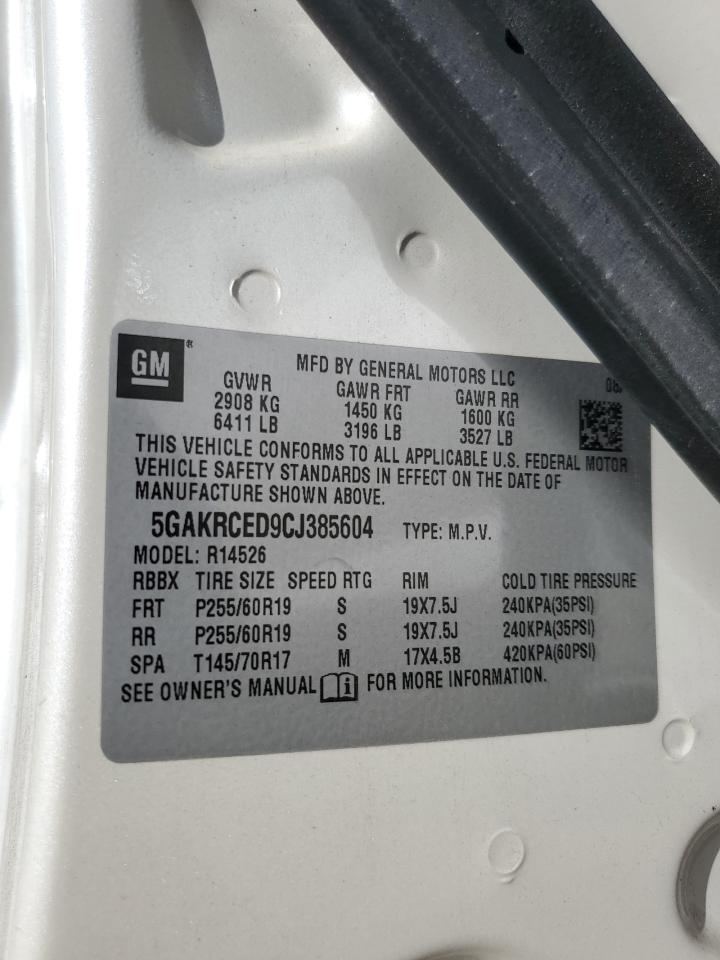 GM ®
MFD BY GENERAL MOTORS LLC 08/
GVWR GAWR FRT GAWR RR
2908 KG 1450 KG 1600 KG
6411 LB 3196 LB 3527 LB
THIS VEHICLE CONFORMS TO ALL APPLICABLE U.S. FEDERAL MOTOR
VEHICLE SAFETY STANDARDS IN EFFECT ON THE DATE OF
MANUFACTURE SHOWN ABOVE.
5GAKRCED9CJ385604 TYPE: M.P.V.
MODEL: R14526
RBBX TIRE SIZE SPEED RTG RIM COLD TIRE PRESSURE
FRT P255/60R19 S 19X7.5J 240KPA(35PSI)
RR P255/60R19 S 19X7.5J 240KPA(35PSI)
SPA T145/70R17 M 17X4.5B 420KPA(60PSI)
SEE OWNER'S MANUAL i FOR MORE INFORMATION.